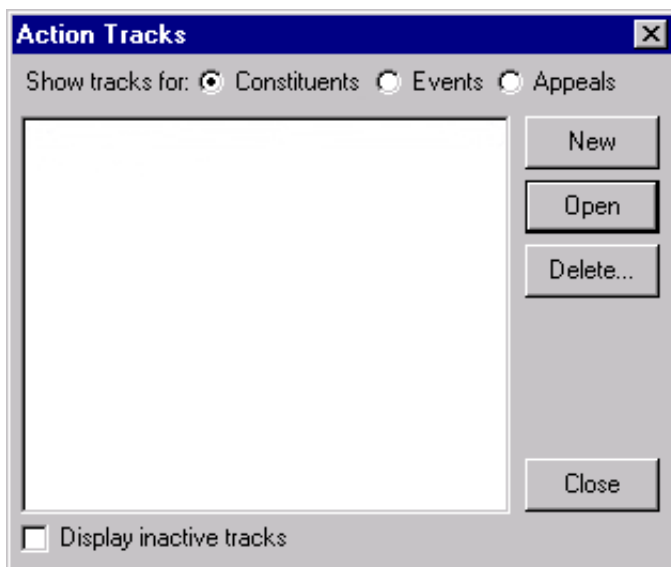 Action Tracks
Show tracks for: Constituents Events Appeals
New
Open
Delete...
Close
Display inactive tracks